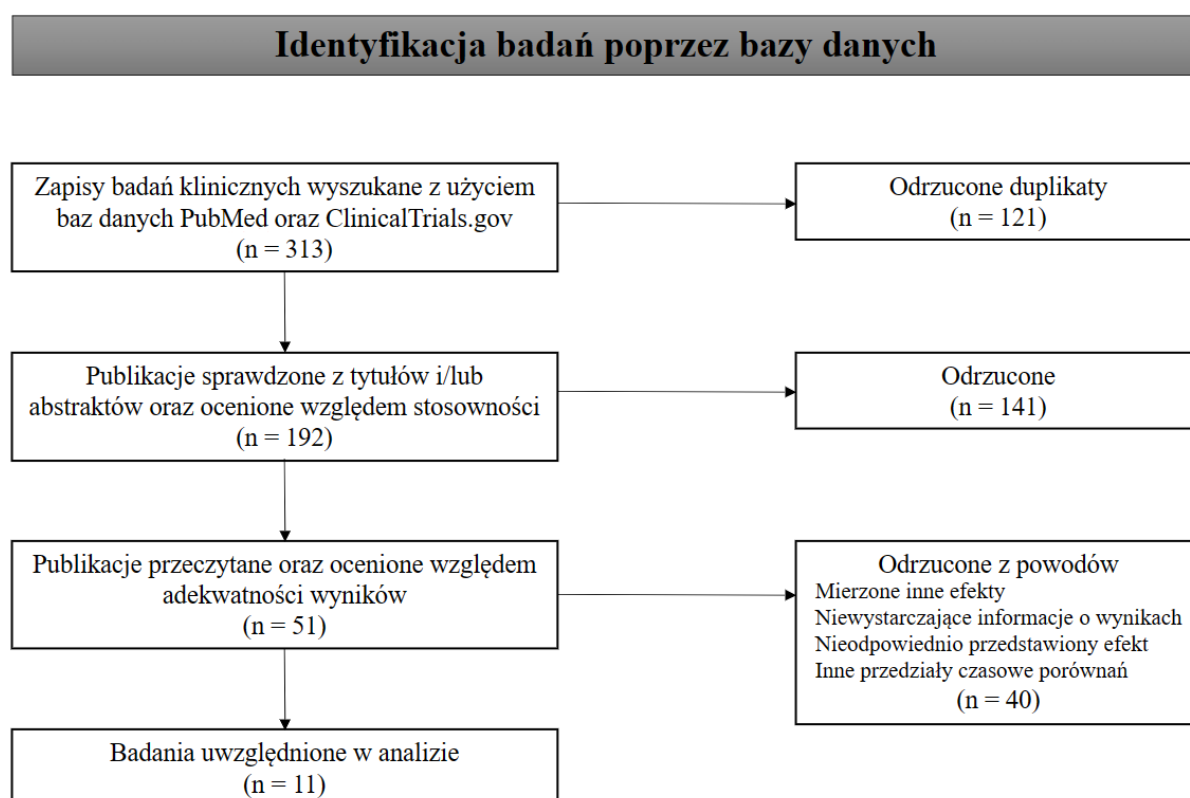 Identyfikacja badań poprzez bazy danych
Zapisy badań klinicznych wyszukane z użyciem
baz danych PubMed oraz ClinicalTrials.gov
(n = 313)
Odrzucone duplikaty
(n = 121)
Publikacje sprawdzone z tytułów i/lub
abstraktów oraz ocenione względem stosowności
(n = 192)
Odrzucone
(n = 141)
Publikacje przeczytane oraz ocenione względem
adekwatności wyników
(n = 51)
Odrzucone z powodów
Mierzone inne efekty
Niewystarczające informacje o wynikach
Nieodpowiednio przedstawiony efekt
Inne przedziały czasowe porównań
(n = 40)
Badania uwzględnione w analizie
(n = 11)